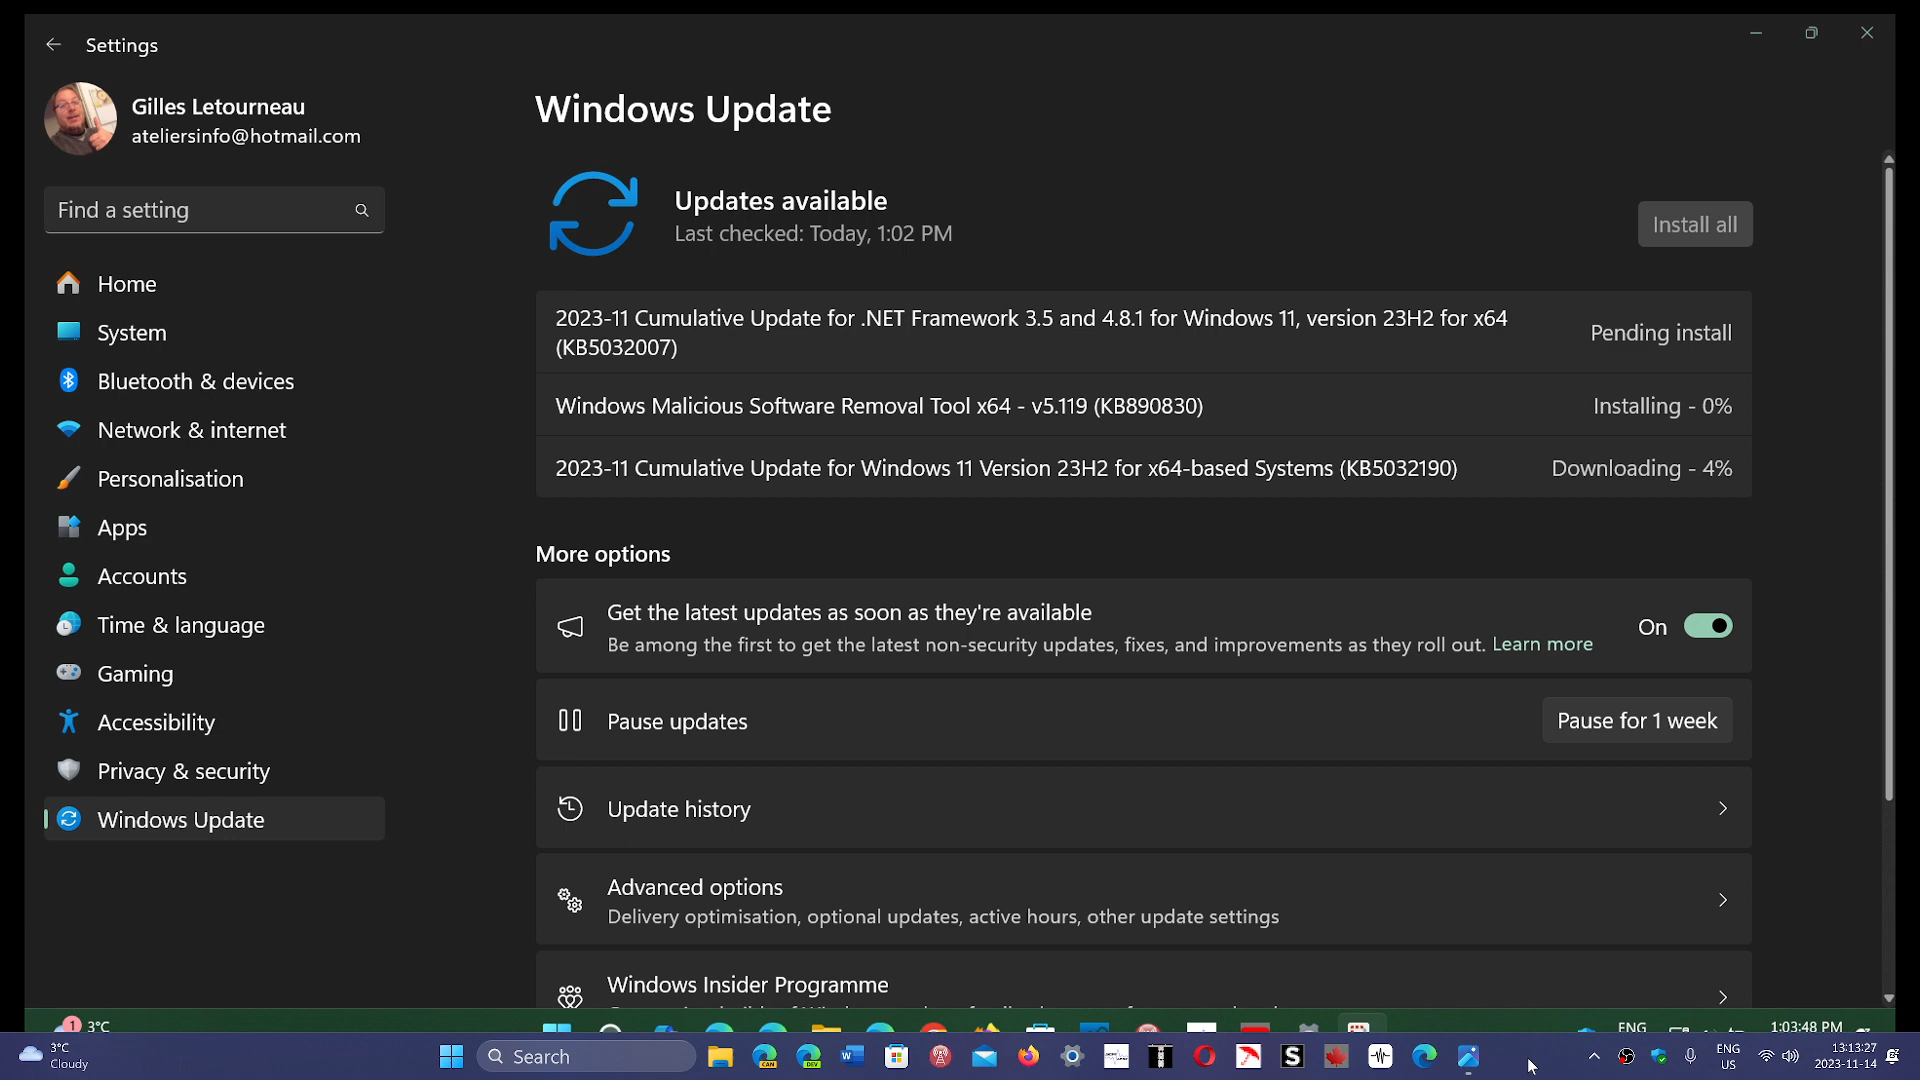 Settings
Gilles Letourneau
ateliersinfo@hotmail.com
Find a setting
Home
System
Bluetooth & devices
Network & internet
Personalisation
Apps
Accounts
Time & language
Gaming
Accessibility
Privacy & security
Windows Update
Windows Update
Updates available
Last checked: Today, 1:02 PM
Install all
2023-11 Cumulative Update for .NET Framework 3.5 and 4.8.1 for Windows 11, version 23H2 for x64
(KB5032007)
Pending install
Windows Malicious Software Removal Tool x64 - v5.119 (KB890830)
Installing - 0%
2023-11 Cumulative Update for Windows 11 Version 23H2 for x64-based Systems (KB5032190)
Downloading - 4%
More options
Get the latest updates as soon as they're available
Be among the first to get the latest non-security updates, fixes, and improvements as they roll out. Learn more
On
Pause updates
Pause for 1 week
Update history
Advanced options
Delivery optimisation, optional updates, active hours, other update settings
Windows Insider Programme
1
3°C
ENG
1:03:48 PM
3°C
Cloudy
Search
CAN
DEV
W
S
ENG
US
13:13:27
2023-11-14